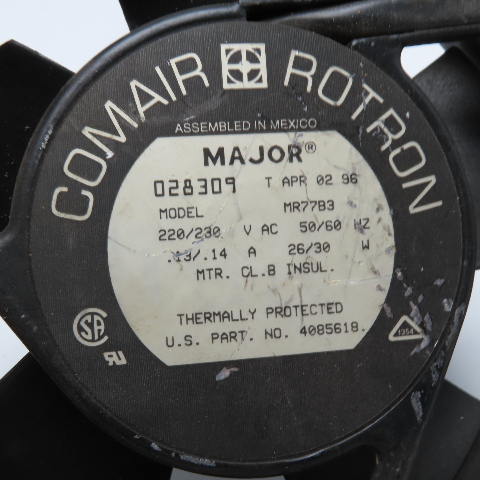 COMAIR ROTRON
ASSEMBLED IN MEXICO
MAJOR®
028309 T APR 02 96
MODEL MR77B3
220/230 V AC 50/60 HZ
.13/.14 A 26/30 W
MTR. CL.B INSUL.
THERMALLY PROTECTED
U.S. PART. NO. 4085618.